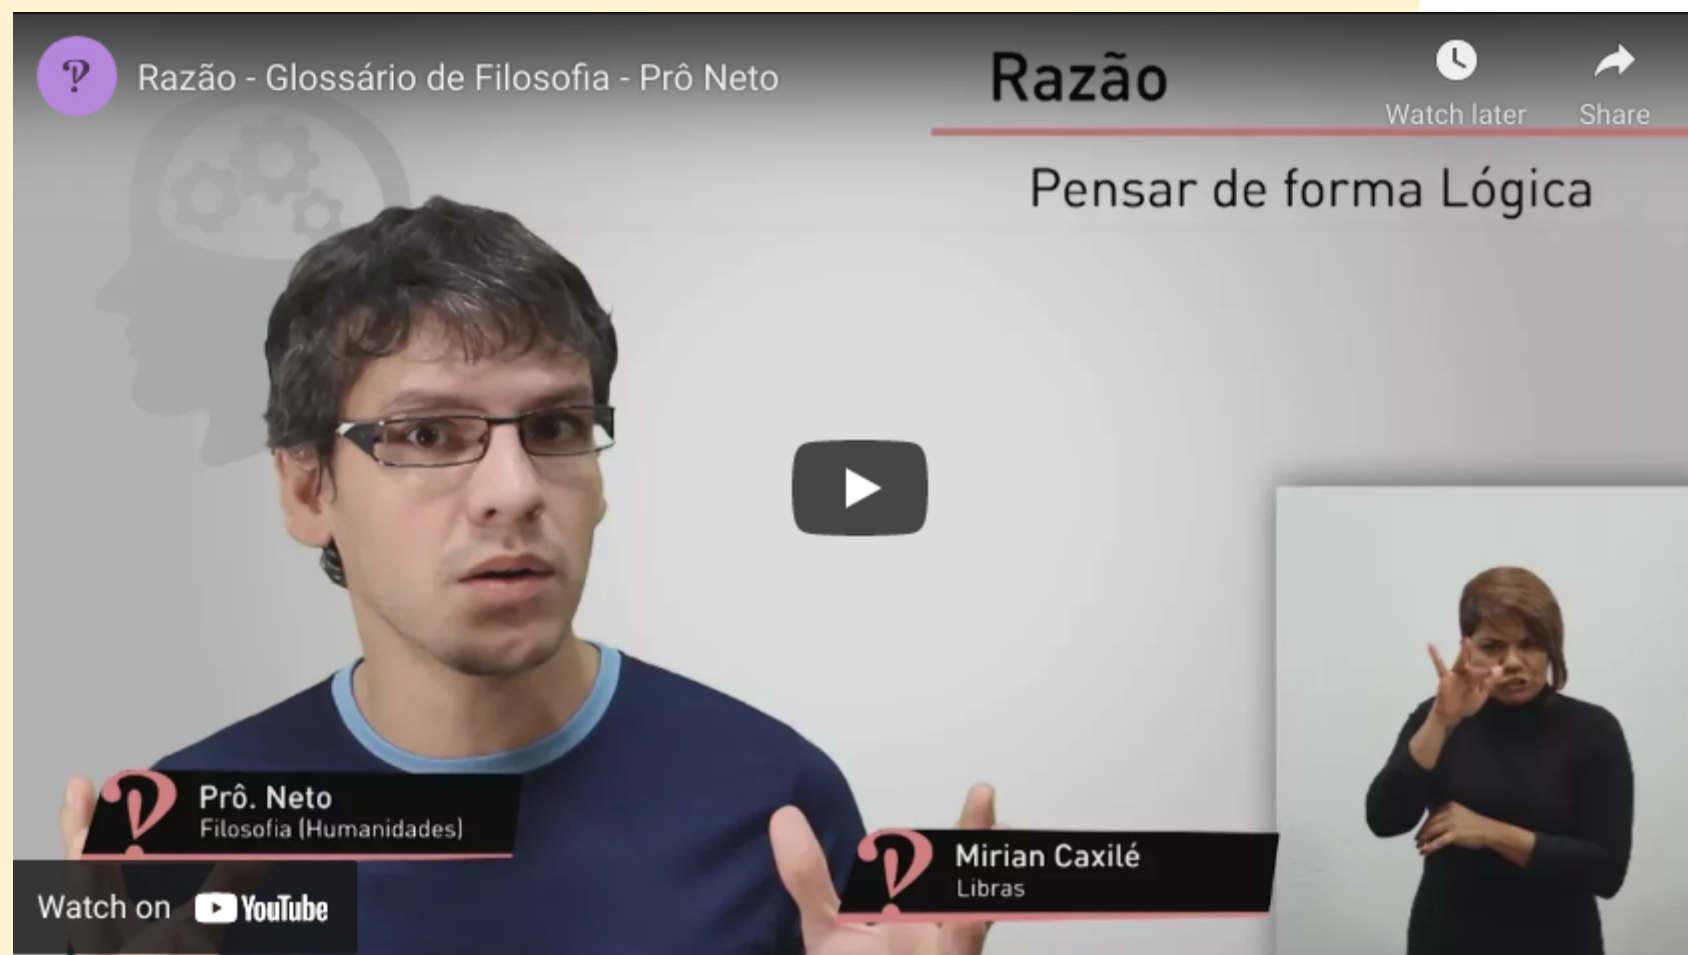 Razão - Glossário de Filosofia - Prô Neto
Razão
Watch later
Share
Pensar de forma Lógica
Prô. Neto
Filosofia (Humanidades)
Mirian Caxilé
Libras
Watch on YouTube